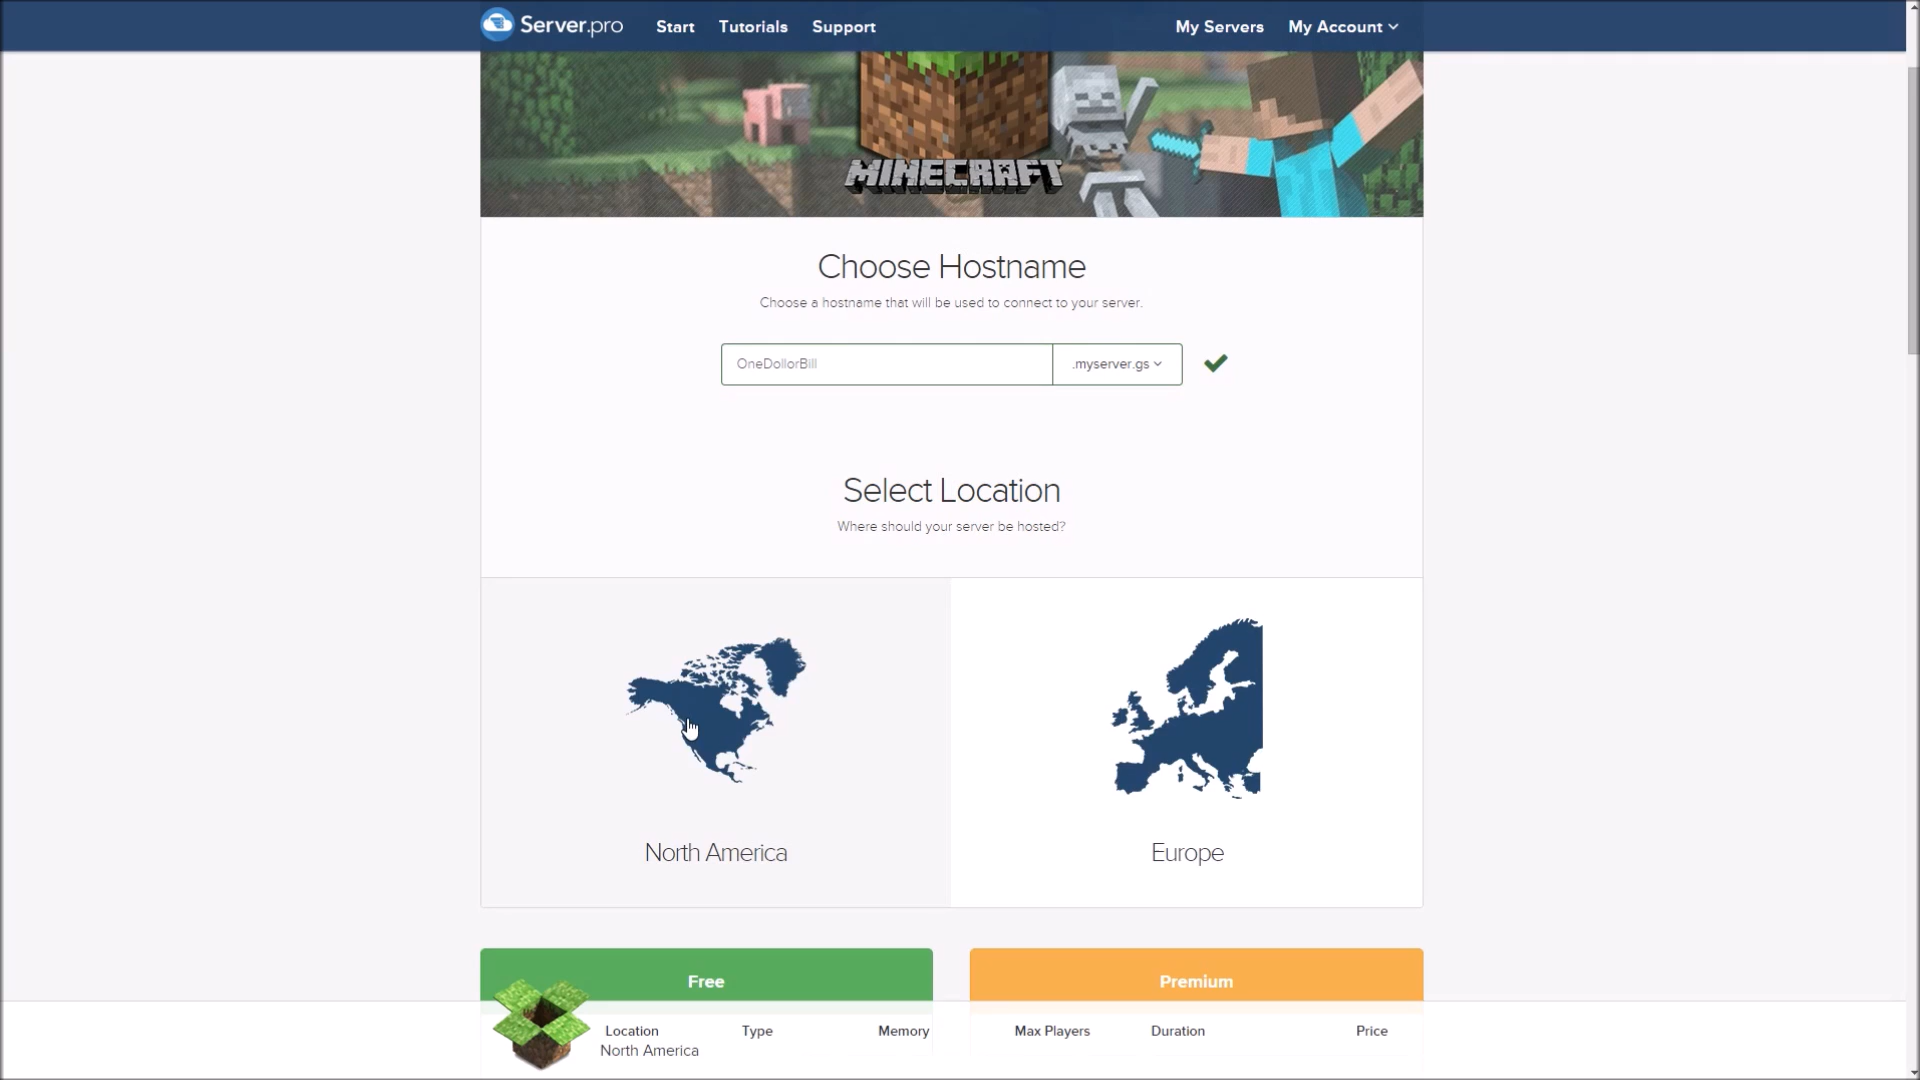 Server.pro Start Tutorials Support My Servers My Account
MINECRAFT
Choose Hostname
Choose a hostname that will be used to connect to your server.
OneDollorBill .myserver.gs
Select Location
Where should your server be hosted?
North America Europe
Free Premium
Location Type Memory Max Players Duration Price
North America